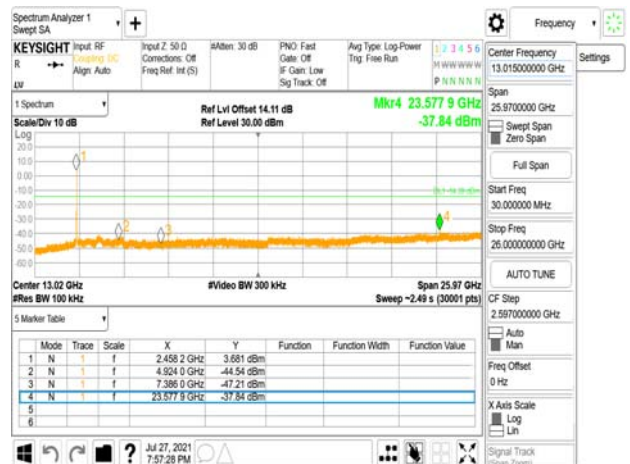 Spectrum Analyzer 1
Swept SA
Frequency
KEYSIGHT
R
Input: RF
Coupling: DC
Align: Auto
Input Z: 50 Ω
Corrections: Off
Freq Ref: Int (S)
#Atten: 30 dB
PNO: Fast
Gate: Off
IF Gain: Low
Sig Track: Off
Avg Type: Log-Power
Trig: Free Run
1 2 3 4 5 6
M W W W W W
P N N N N N
1 Spectrum
Scale/Div 10 dB
Ref Lvl Offset 14.11 dB
Ref Level 30.00 dBm
Mkr4 23.577 9 GHz
-37.84 dBm
Log
20.0
10.0
0.00
-10.0
-20.0
-30.0
-40.0
-50.0
-60.0
1
2
3
4
Center 13.02 GHz
#Res BW 100 kHz
#Video BW 300 kHz
Span 25.97 GHz
Sweep ~2.49 s (30001 pts)
5 Marker Table
Mode Trace Scale X Y Function Function Width Function Value
1 N 1 f 2.458 2 GHz 3.681 dBm
2 N 1 f 4.924 0 GHz -44.54 dBm
3 N 1 f 7.386 0 GHz -47.21 dBm
4 N 1 f 23.577 9 GHz -37.84 dBm
5
6
Jul 27, 2021
7:57:28 PM
Center Frequency
13.015000000 GHz
Settings
Span
25.9700000 GHz
Swept Span
Zero Span
Full Span
Start Freq
30.000000 MHz
Stop Freq
26.000000000 GHz
AUTO TUNE
CF Step
2.597000000 GHz
Auto
Man
Freq Offset
0 Hz
X Axis Scale
Log
Lin
Signal Track
(Span Zoom)